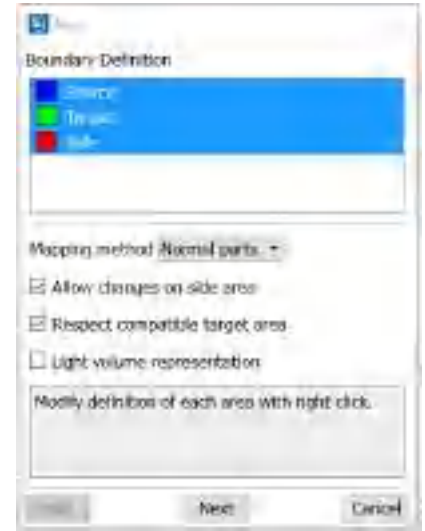 Boundary Definition
Source
Target
Side
Mapping method Normal parts
Allow changes on side area
Respect compatible target area
Light volume representation
Modify definition of each area with right click.
Next
Cancel